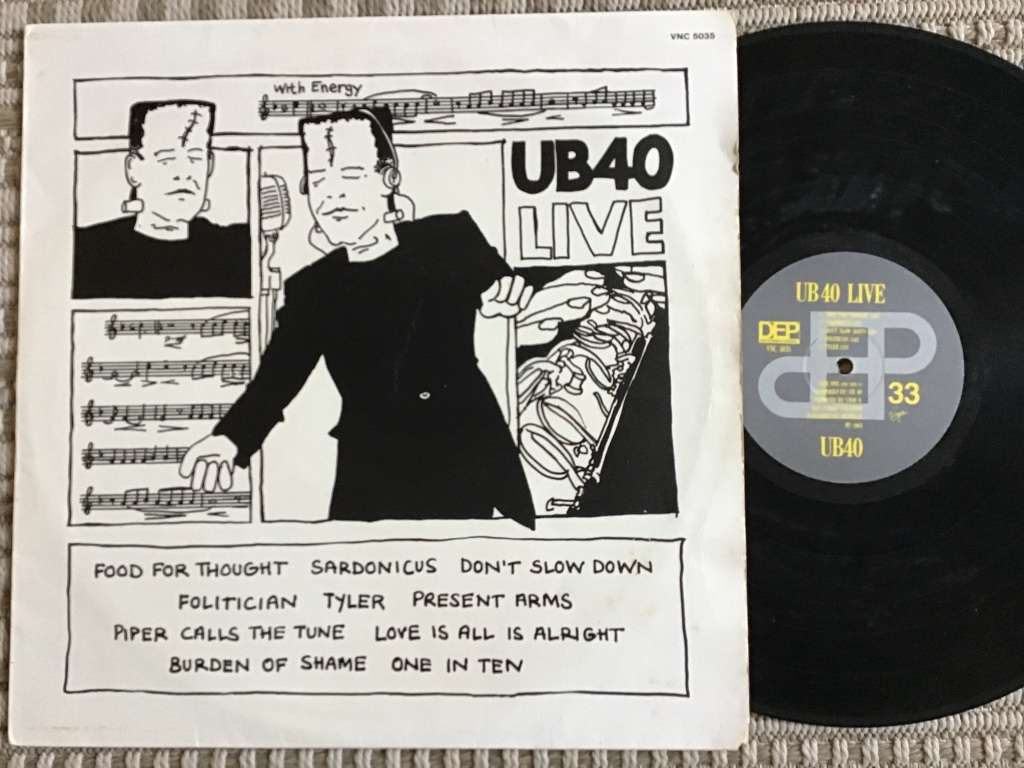 VNC 5035
With Energy
UB40
LIVE
FOOD FOR THOUGHT SARDONICUS DON'T SLOW DOWN
FOLITICIAN TYLER PRESENT ARMS
PIPER CALLS THE TUNE LOVE IS ALL IS ALRIGHT
BURDEN OF SHAME ONE IN TEN
UB40 LIVE
DEP
33
UB40